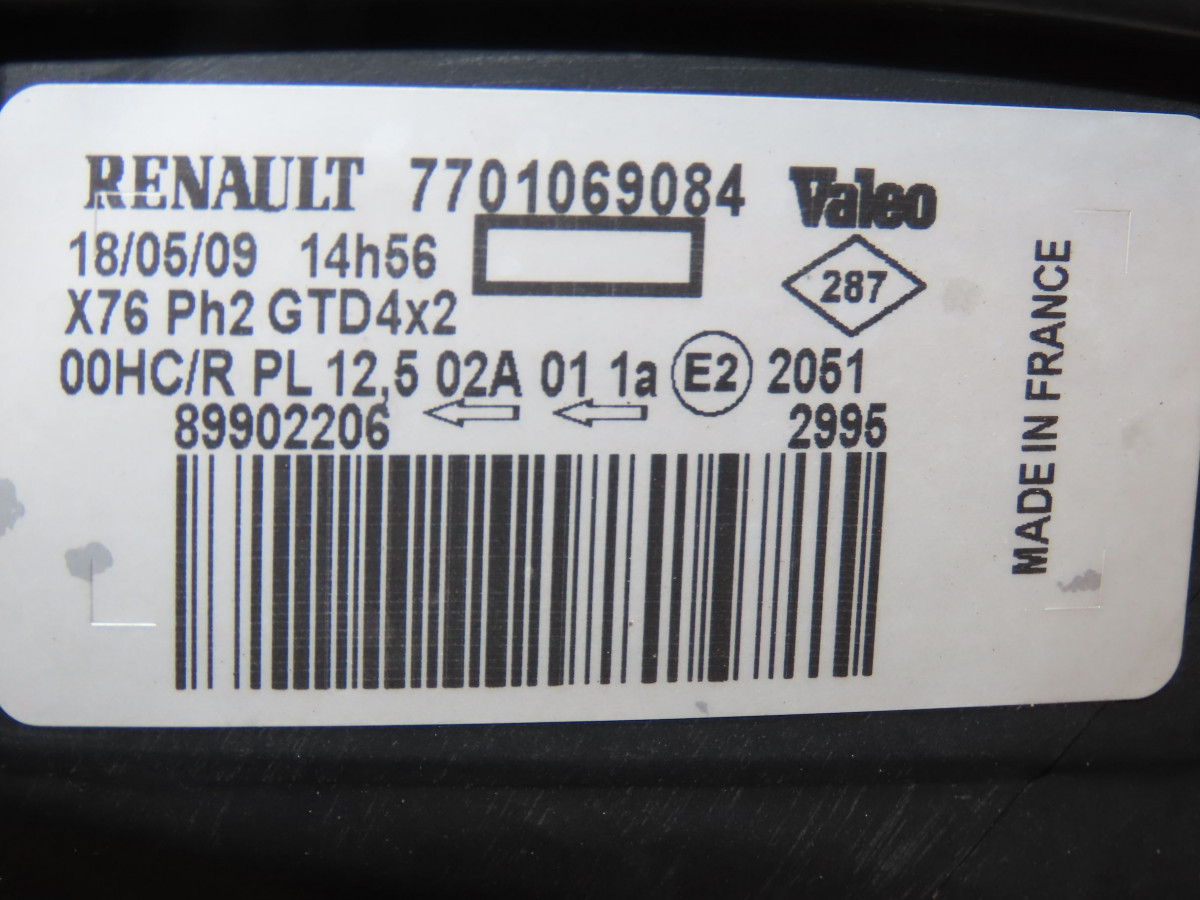 RENAULT 7701069084 Valeo
18/05/09 14h56
287
X76 Ph2 GTD4x2
00HC/R PL 12,5 02A 01 1a E2 2051
89902206 2995
MADE IN FRANCE